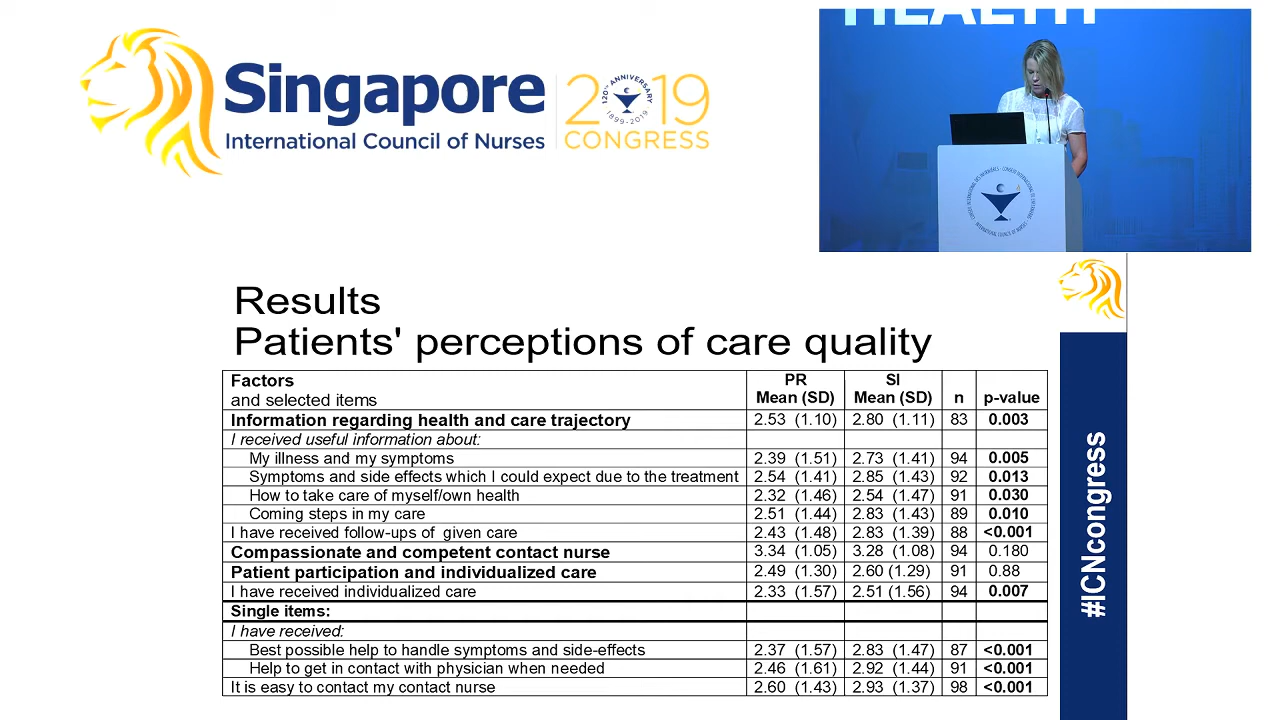 HEALTH
Singapore
International Council of Nurses
2019
CONGRESS
120TH ANNIVERSARY
1899-2019
Results
Patients' perceptions of care quality
Factors
and selected items PR Mean (SD) SI Mean (SD) n p-value
Information regarding health and care trajectory 2.53 (1.10) 2.80 (1.11) 83 0.003
I received useful information about:
My illness and my symptoms 2.39 (1.51) 2.73 (1.41) 94 0.005
Symptoms and side effects which I could expect due to the treatment 2.54 (1.41) 2.85 (1.43) 92 0.013
How to take care of myself/own health 2.32 (1.46) 2.54 (1.47) 91 0.030
Coming steps in my care 2.51 (1.44) 2.83 (1.43) 89 0.010
I have received follow-ups of given care 2.43 (1.48) 2.83 (1.39) 88 <0.001
Compassionate and competent contact nurse 3.34 (1.05) 3.28 (1.08) 94 0.180
Patient participation and individualized care 2.49 (1.30) 2.60 (1.29) 91 0.88
I have received individualized care 2.33 (1.57) 2.51 (1.56) 94 0.007
Single items:
I have received:
Best possible help to handle symptoms and side-effects 2.37 (1.57) 2.83 (1.47) 87 <0.001
Help to get in contact with physician when needed 2.46 (1.61) 2.92 (1.44) 91 <0.001
It is easy to contact my contact nurse 2.60 (1.43) 2.93 (1.37) 98 <0.001
#ICNcongress